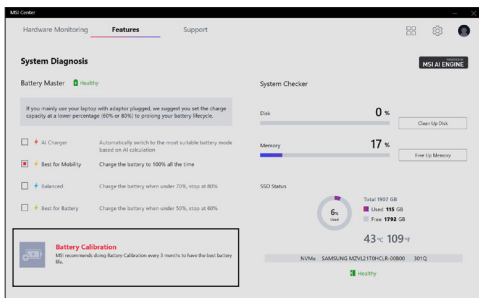 MSI Center
Hardware Monitoring
Features
Support
System Diagnosis
MSI AI ENGINE
Battery Master
Healthy
If you mainly use your laptop with adaptor plugged, we suggest you set the charge
capacity at a lower percentage (60% or 80%) to prolong your battery lifecycle.
AI Charger
Automatically switch to the most suitable battery mode
based on AI calculation
Best for Mobility
Charge the battery to 100% all the time
Balanced
Charge the battery when under 70%, stop at 80%
Best for Battery
Charge the battery when under 50%, stop at 60%
Battery Calibration
MSI recommends doing Battery Calibration every 3 months to have the best battery
life.
System Checker
Disk
0 %
Clean Up Disk
Memory
17 %
Free Up Memory
SSD Status
6%
Used
Total 1907 GB
Used 115 GB
Free 1792 GB
43 °C 109 °F
NVMe SAMSUNG MZVL21T0HCLR-00B00 301Q
Healthy